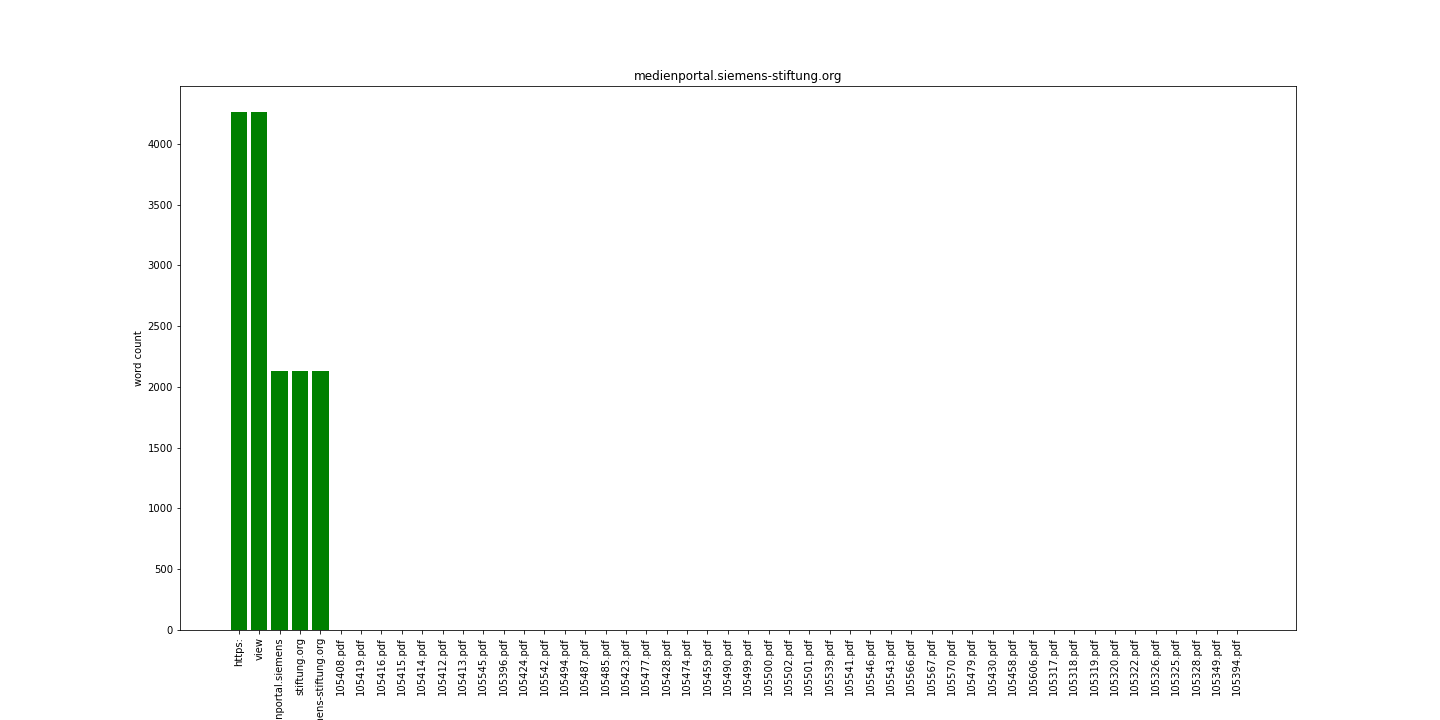 medienportal.siemens-stiftung.org
word count
4000
3500
3000
2500
2000
1500
1000
500
0
https:
view
nportal.siemens
stiftung.org
ens-stiftung.org
105408.pdf
105419.pdf
105416.pdf
105415.pdf
105414.pdf
105412.pdf
105413.pdf
105545.pdf
105396.pdf
105424.pdf
105542.pdf
105494.pdf
105487.pdf
105485.pdf
105423.pdf
105477.pdf
105428.pdf
105474.pdf
105459.pdf
105490.pdf
105499.pdf
105500.pdf
105502.pdf
105501.pdf
105539.pdf
105541.pdf
105546.pdf
105543.pdf
105566.pdf
105567.pdf
105570.pdf
105479.pdf
105430.pdf
105458.pdf
105606.pdf
105317.pdf
105318.pdf
105319.pdf
105320.pdf
105322.pdf
105326.pdf
105325.pdf
105328.pdf
105349.pdf
105394.pdf